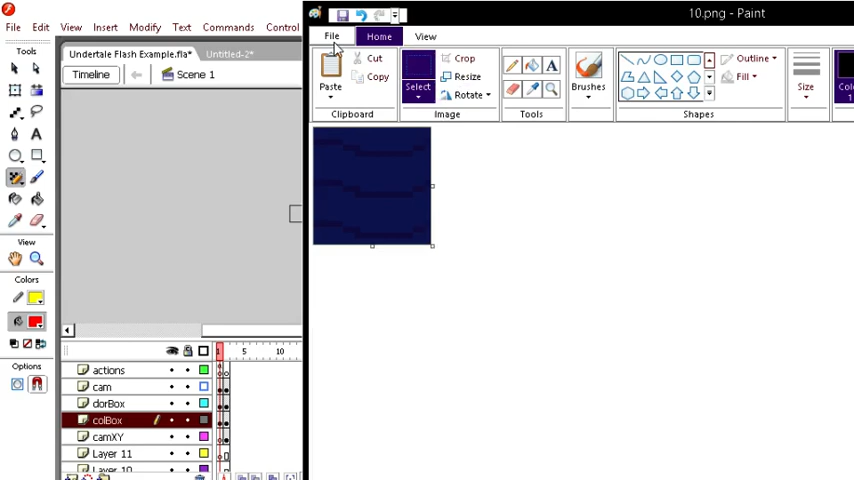 10.png - Paint
File Edit View Insert Modify Text Commands Control
File Home View
Tools
Undertale Flash Example.fla* Untitled-2*
Timeline Scene 1
Paste Cut Copy
Select Crop Resize Rotate
A
Brushes
Outline
Fill
Size
Clipboard Image Tools Shapes
A
View
Colors
Options
1 5 10
actions
cam
dorBox
colBox
camXY
Layer 11
Layer 10